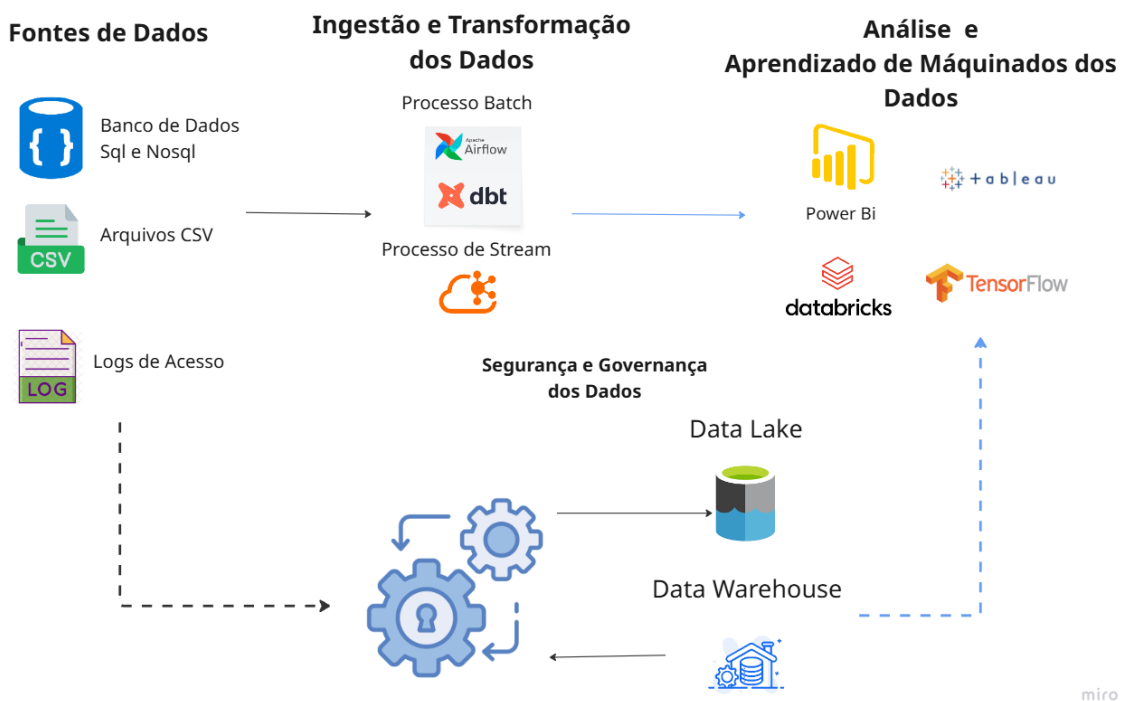 Fontes de Dados
Ingestão e Transformação
dos Dados
Análise e
Aprendizado de Máquinados dos
Dados
Banco de Dados
Sql e Nosql
Arquivos CSV
CSV
Logs de Acesso
LOG
Processo Batch
Apache
Airflow
dbt
Processo de Stream
Power Bi
+ a b l e a u
databricks
TensorFlow
Segurança e Governança
dos Dados
Data Lake
Data Warehouse
miro